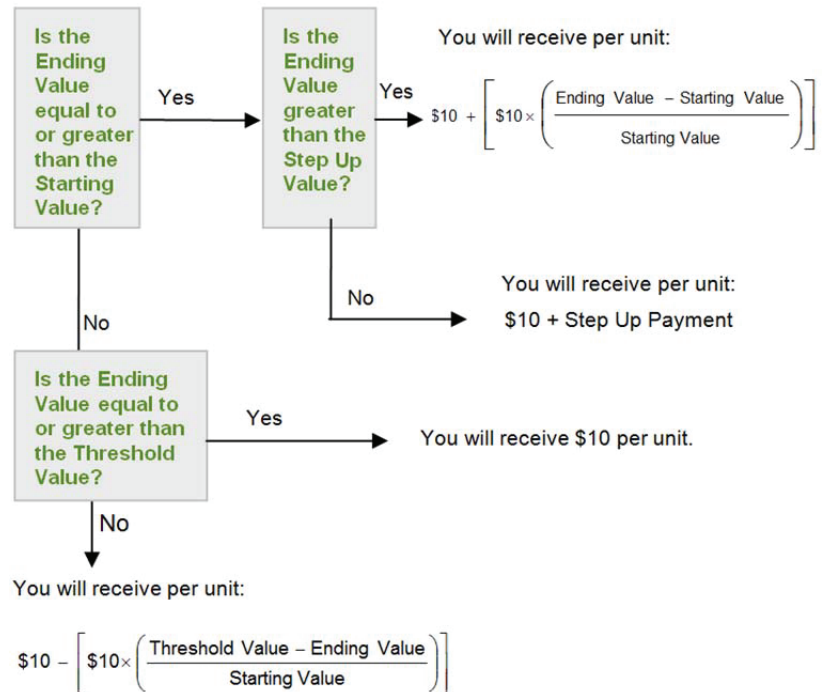 Is the
Ending
Value
equal to
or greater
than the
Starting
Value?
Yes
Is the
Ending
Value
greater
than the
Step Up
Value?
Yes
You will receive per unit:
$10 + [ $10 × ( Ending Value – Starting Value
Starting Value ) ]
No
You will receive per unit:
$10 + Step Up Payment
No
Is the Ending
Value equal to
or greater than
the Threshold
Value?
Yes
You will receive $10 per unit.
No
You will receive per unit:
$10 – [ $10× ( Threshold Value – Ending Value
Starting Value ) ]